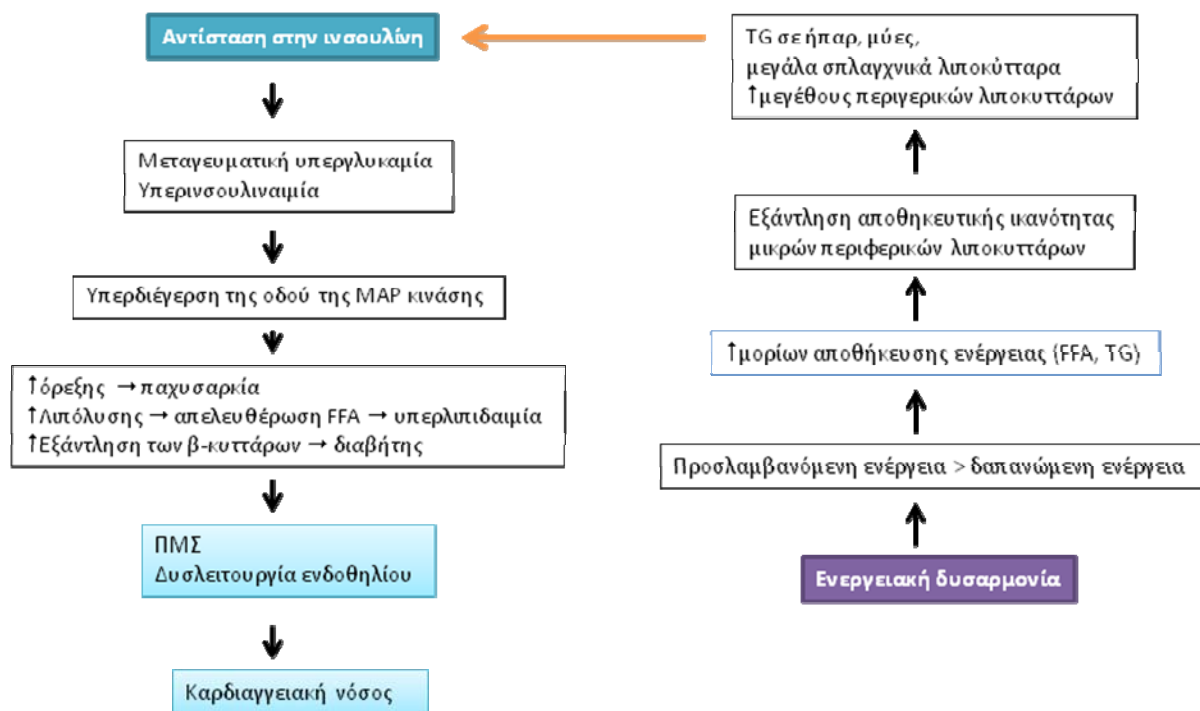 Αντίσταση στην ινσουλίνη
Μεταγευματική υπεργλυκαμία
Υπερινσουλιναιμία
Υπερδιέγερση της οδού της MAP κινάσης
↑όρεξης → παχυσαρκία
↑Λιπόλυσης → απελευθέρωση FFA → υπερλιπιδαιμία
↑Εξάντληση των β-κυττάρων → διαβήτης
ΠΜΣ
Δυσλειτουργία ενδοθηλίου
Καρδιαγγειακή νόσος
TG σε ήπαρ, μύες,
μεγάλα σπλαγχνικά λιποκύτταρα
↑μεγέθους περιγερικών λιποκυττάρων
Εξάντληση αποθηκευτικής ικανότητας
μικρών περιφερικών λιποκυττάρων
↑μορίων αποθήκευσης ενέργειας (FFA, TG)
Προσλαμβανόμενη ενέργεια > δαπανώμενη ενέργεια
Ενεργειακή δυσαρμονία